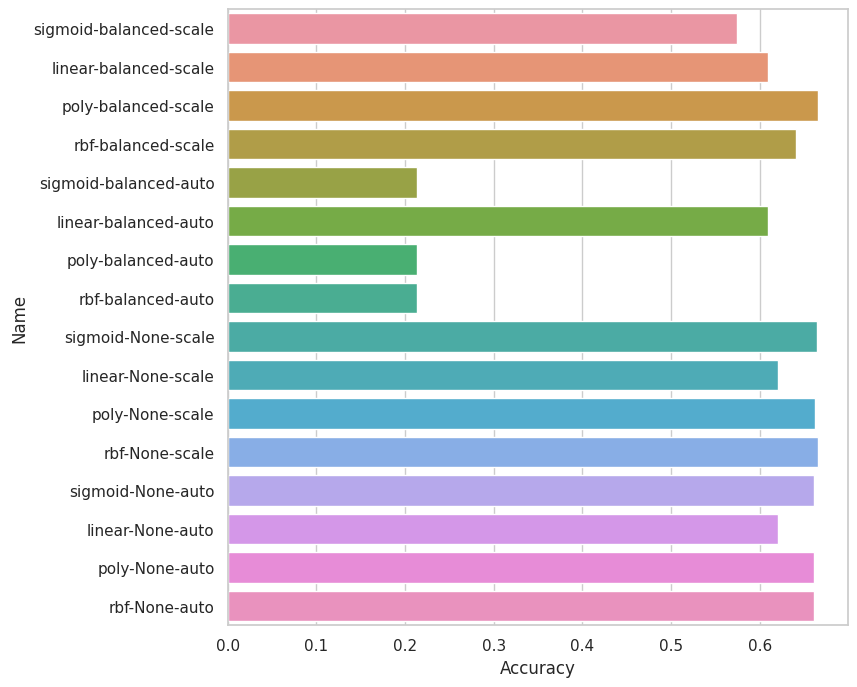 sigmoid-balanced-scale
linear-balanced-scale
poly-balanced-scale
rbf-balanced-scale
sigmoid-balanced-auto
linear-balanced-auto
poly-balanced-auto
rbf-balanced-auto
sigmoid-None-scale
linear-None-scale
poly-None-scale
rbf-None-scale
sigmoid-None-auto
linear-None-auto
poly-None-auto
rbf-None-auto
Name
0.0 0.1 0.2 0.3 0.4 0.5 0.6
Accuracy